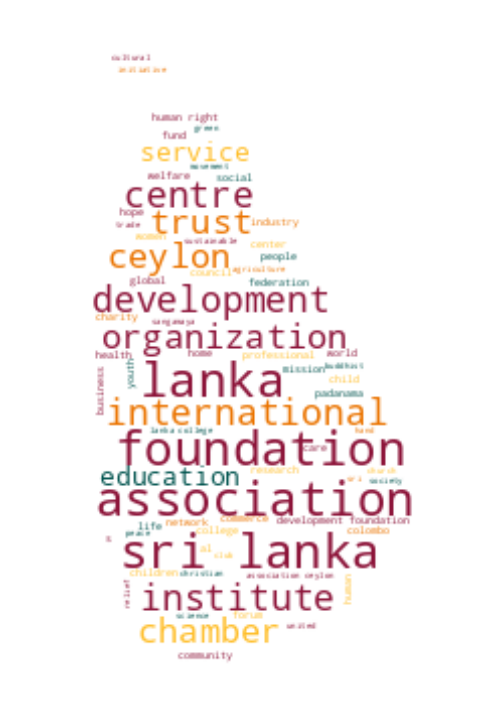 cultural
initiative
human right
green
fund
service
movement
welfare
social
centre
hope
trust
trade
industry
women
sustainable
center
ceylon
people
council
agriculture
global
federation
development
charity
sangamaya
organization
health
home
professional
world
youth
lanka
mission
buddhist
child
business
padanama
international
lanka college
hand
foundation
care
education
research
church
sri
society
association
life
network
commerce
development foundation
peace
college
colombo
s
sri lanka
al
club
children
christian
association ceylon
human
relief
institute
science
forum
chamber
united
community